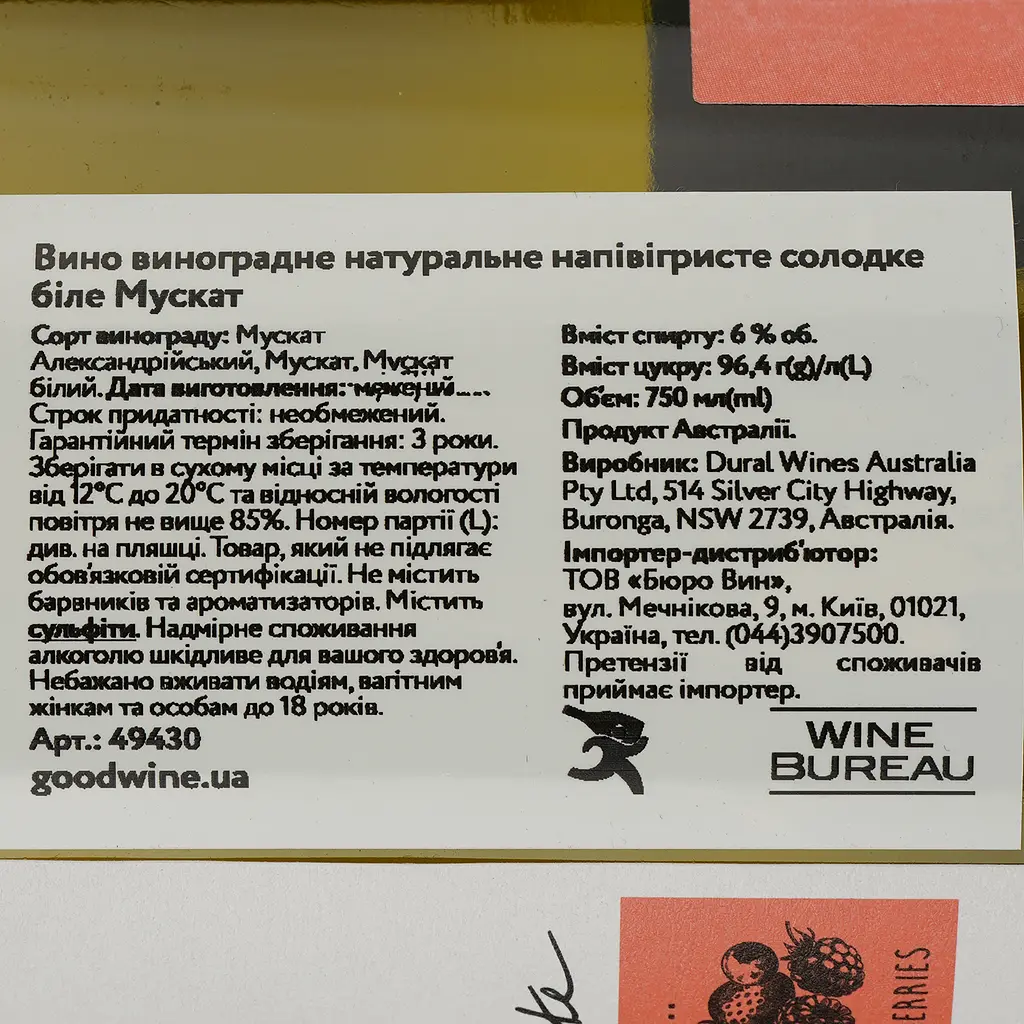 Вино виноградне натуральне напівігристе солодке
біле Мускат
Сорт винограду: Мускат
Александрійський, Мускат, Мускат
білий. Дата виготовлення:
Строк придатності: необмежений.
Гарантійний термін зберігання: 3 роки.
Зберігати в сухому місці за температури
від 12°C до 20°C та відносній вологості
повітря не вище 85%. Номер партії (L):
див. на пляшці. Товар, який не підлягає
обов'язковій сертифікації. Не містить
барвників та ароматизаторів. Містить
сульфіти. Надмірне споживання
алкоголю шкідливе для вашого здоров'я.
Небажано вживати водіям, вагітним
жінкам та особам до 18 років.
Арт.: 49430
goodwine.ua
Вміст спирту: 6 % об.
Вміст цукру: 96,4 г(g)/л(L)
Об'єм: 750 мл(ml)
Продукт Австралії.
Виробник: Dural Wines Australia
Pty Ltd, 514 Silver City Highway,
Buronga, NSW 2739, Австралія.
Імпортер-дистриб'ютор:
ТОВ «Бюро Вин»,
вул. Мечнікова, 9, м. Київ, 01021,
Україна, тел. (044)3907500.
Претензії від споживачів
приймає імпортер.
WINE
BUREAU